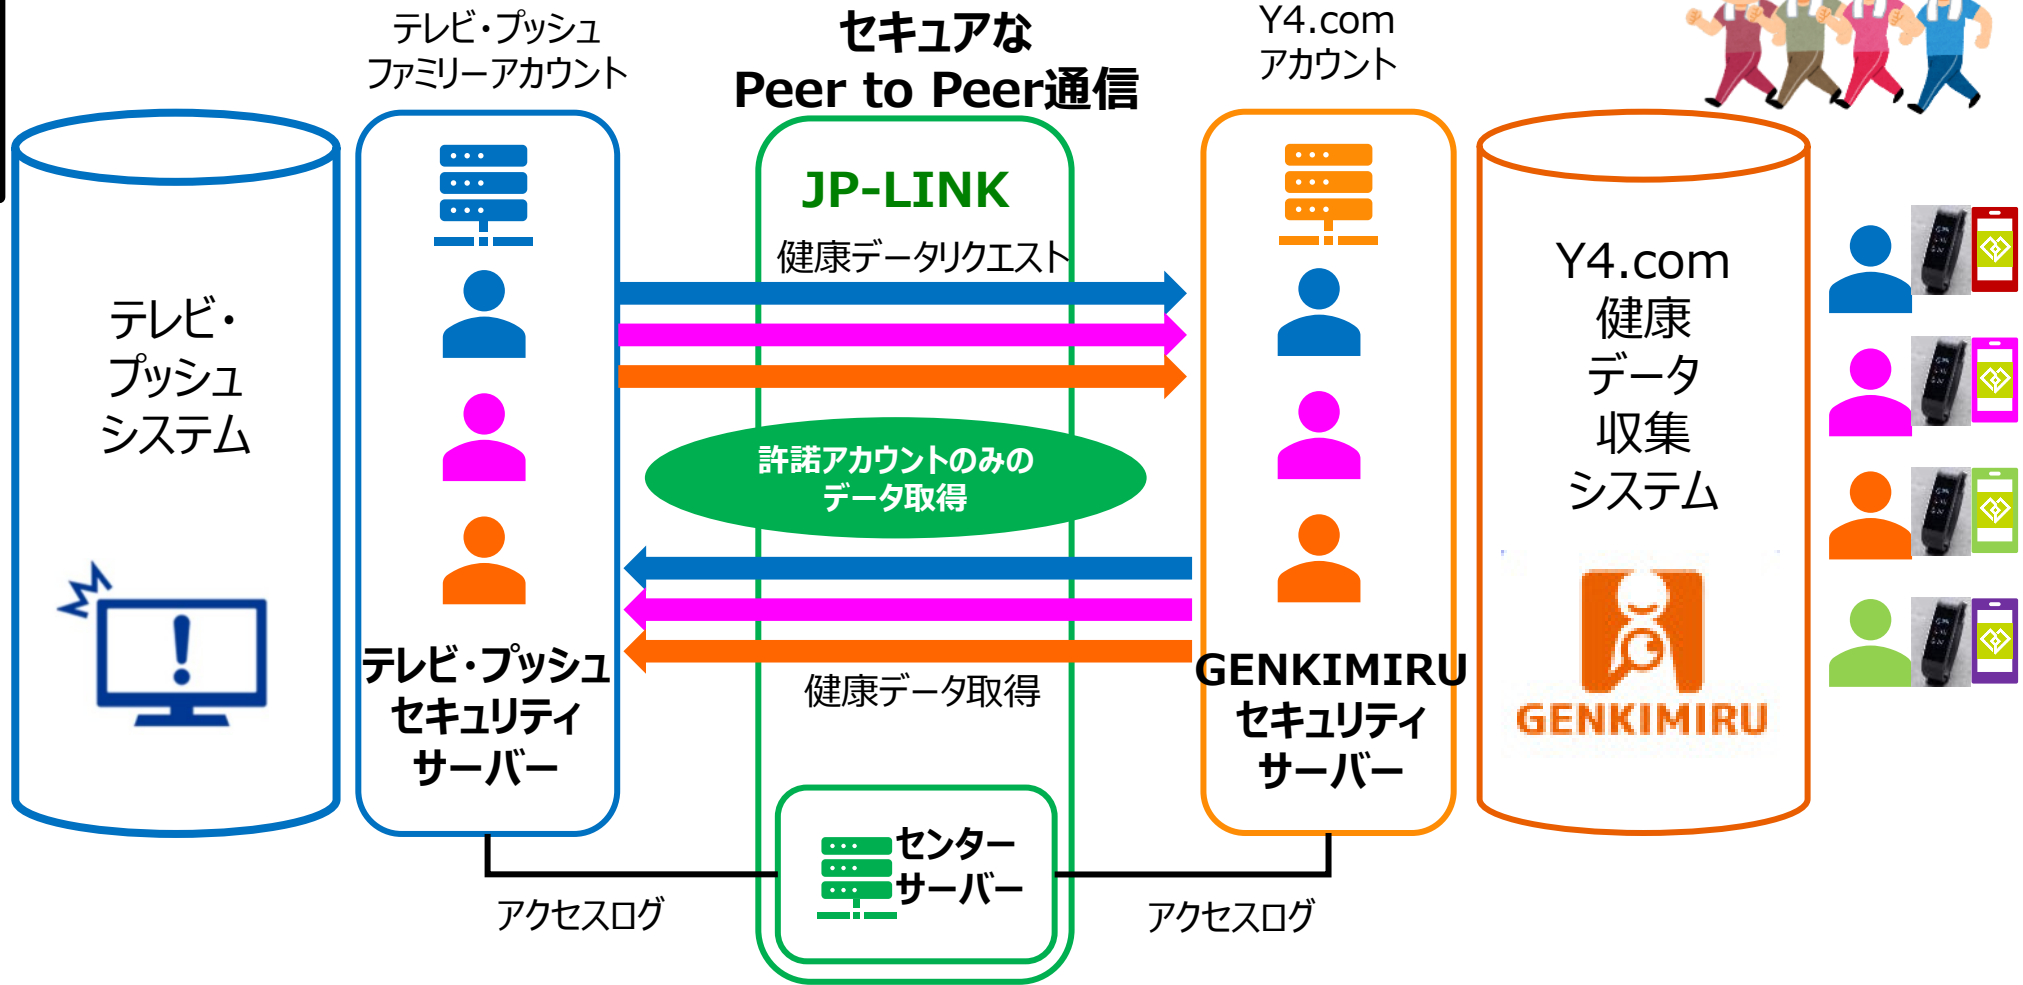 テレビ・プッシュ
ファミリーアカウント
セキュアな
Peer to Peer通信
Y4.com
アカウント
テレビ・
プッシュ
システム
JP-LINK
健康データリクエスト
許諾アカウントのみの
データ取得
健康データ取得
テレビ・プッシュ
セキュリティ
サーバー
GENKIMIRU
セキュリティ
サーバー
Y4.com
健康
データ
収集
システム
GENKIMIRU
センター
サーバー
アクセスログ
アクセスログ